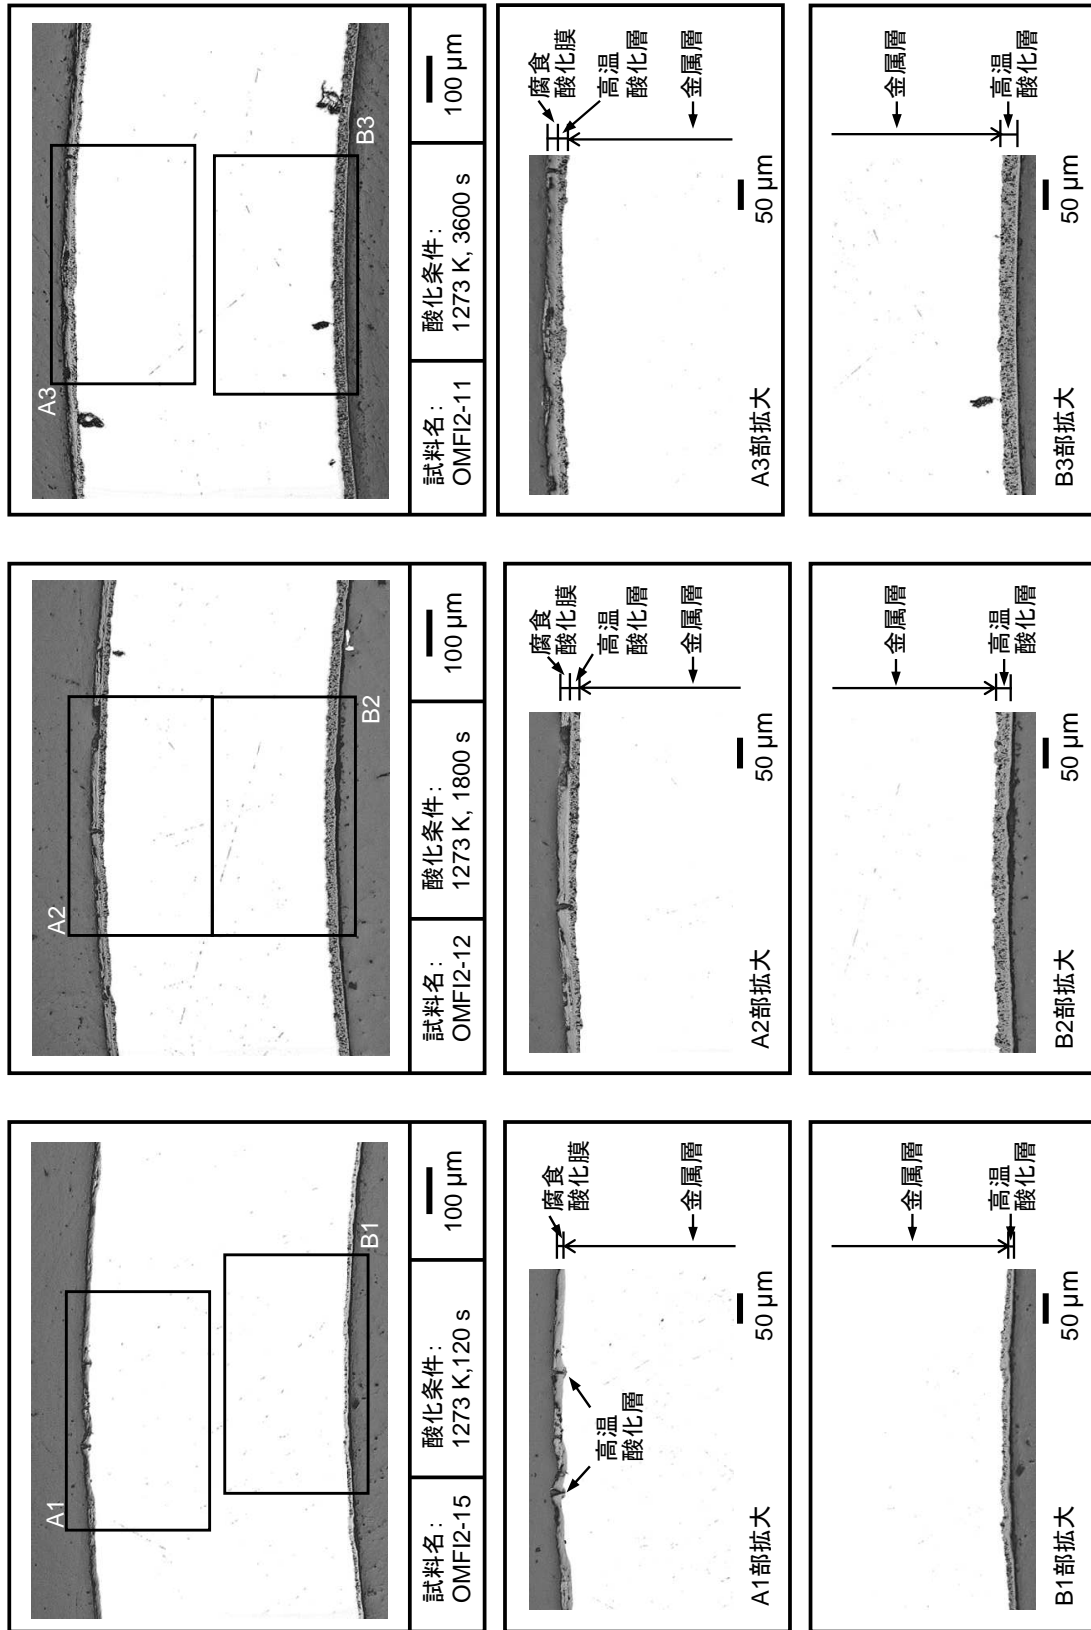 A1
B1
試料名：
OMFI2-15
酸化条件：
1273 K,120 s
100 μm
腐食
酸化膜
金属層
高温
酸化層
50 μm
A1部拡大
金属層
高温
酸化層
50 μm
B1部拡大
A2
B2
試料名：
OMFI2-12
酸化条件：
1273 K, 1800 s
100 μm
腐食
酸化膜
高温
酸化層
金属層
50 μm
A2部拡大
金属層
高温
酸化層
50 μm
B2部拡大
A3
B3
試料名：
OMFI2-11
酸化条件：
1273 K, 3600 s
100 μm
腐食
酸化膜
高温
酸化層
金属層
50 μm
A3部拡大
金属層
高温
酸化層
50 μm
B3部拡大